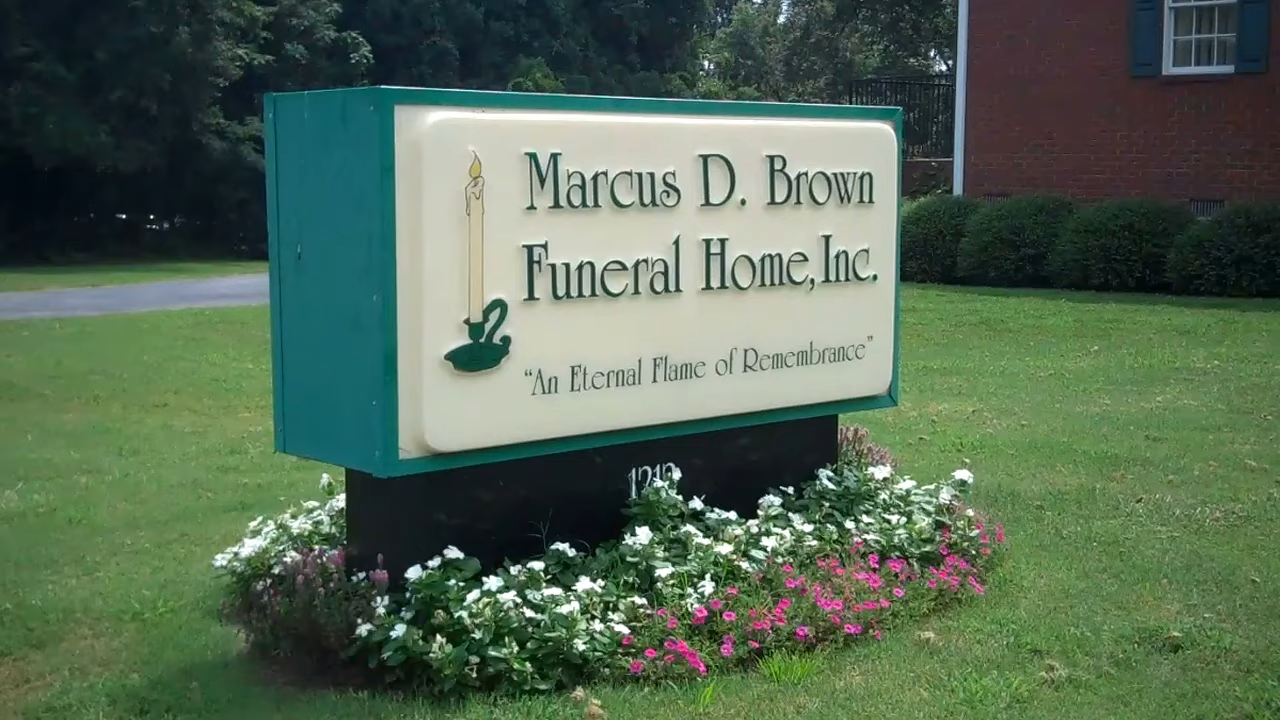 Marcus D. Brown
Funeral Home, Inc.
"An Eternal Flame of Remembrance"